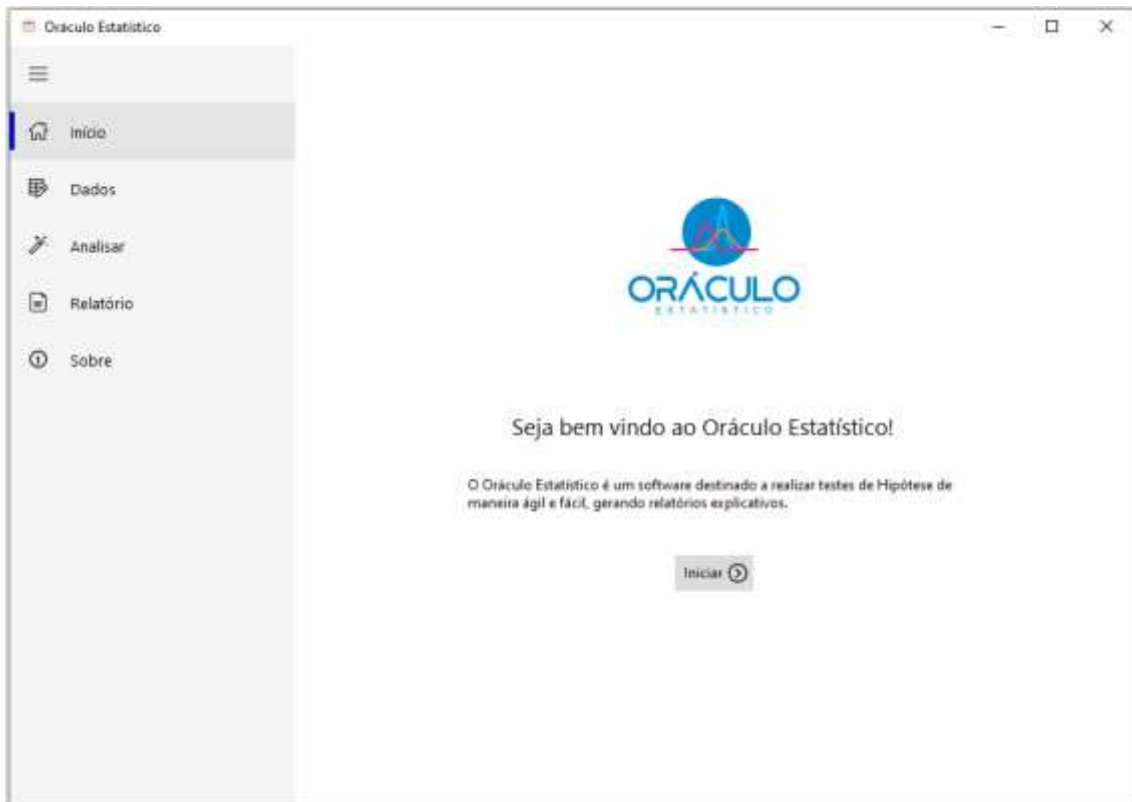 Oráculo Estatístico
Início
Dados
Analisar
Relatório
Sobre
ORÁCULO
ESTATÍSTICO
Seja bem vindo ao Oráculo Estatístico!
O Oráculo Estatístico é um software destinado a realizar testes de Hipótese de
maneira ágil e fácil, gerando relatórios explicativos.
Iniciar